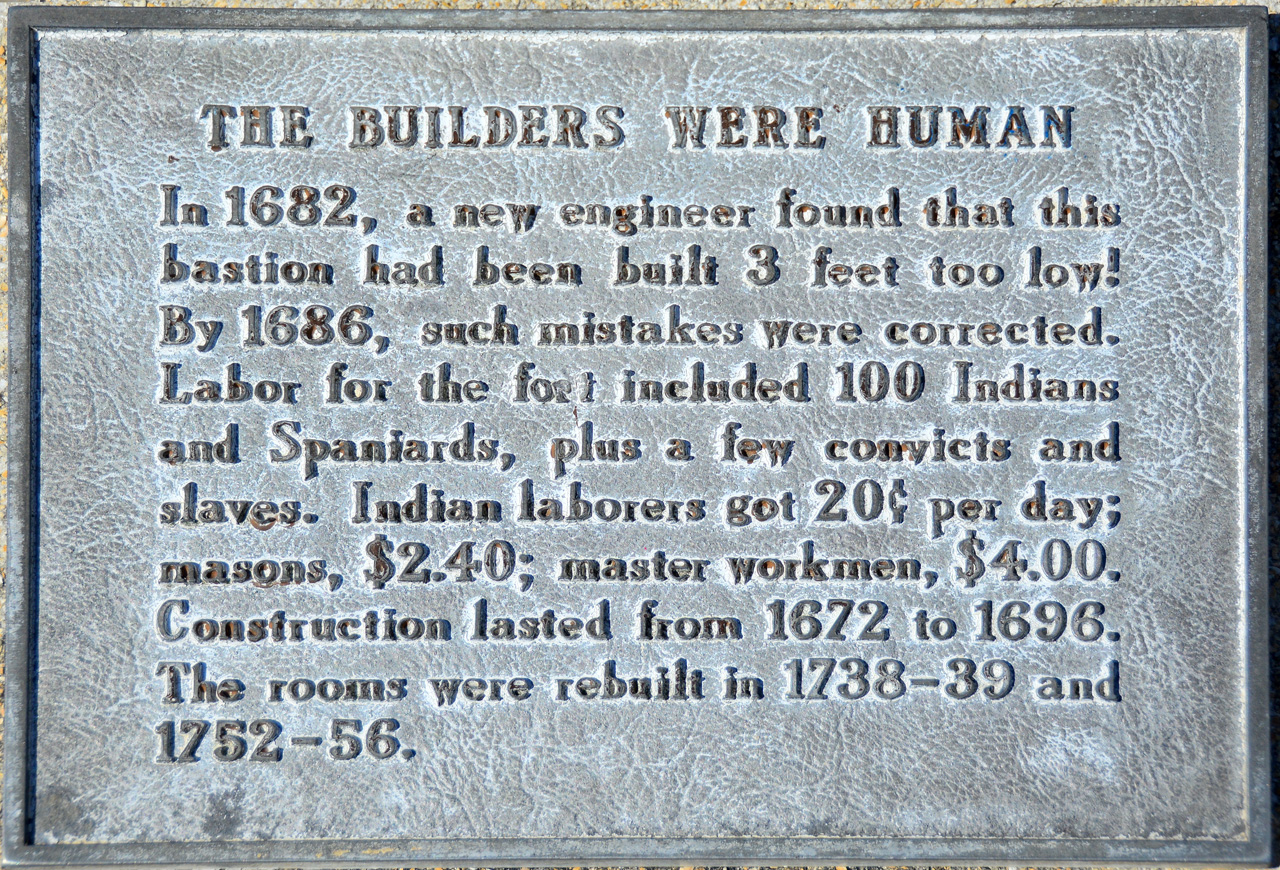 THE BUILDERS WERE HUMAN
In 1682, a new engineer found that this
bastion had been built 3 feet too low!
By 1686, such mistakes were corrected.
Labor for the fort included 100 Indians
and Spaniards, plus a few convicts and
slaves. Indian laborers got 20¢ per day;
masons, $2.40; master workmen, $4.00.
Construction lasted from 1672 to 1696.
The rooms were rebuilt in 1738-39 and
1752-56.